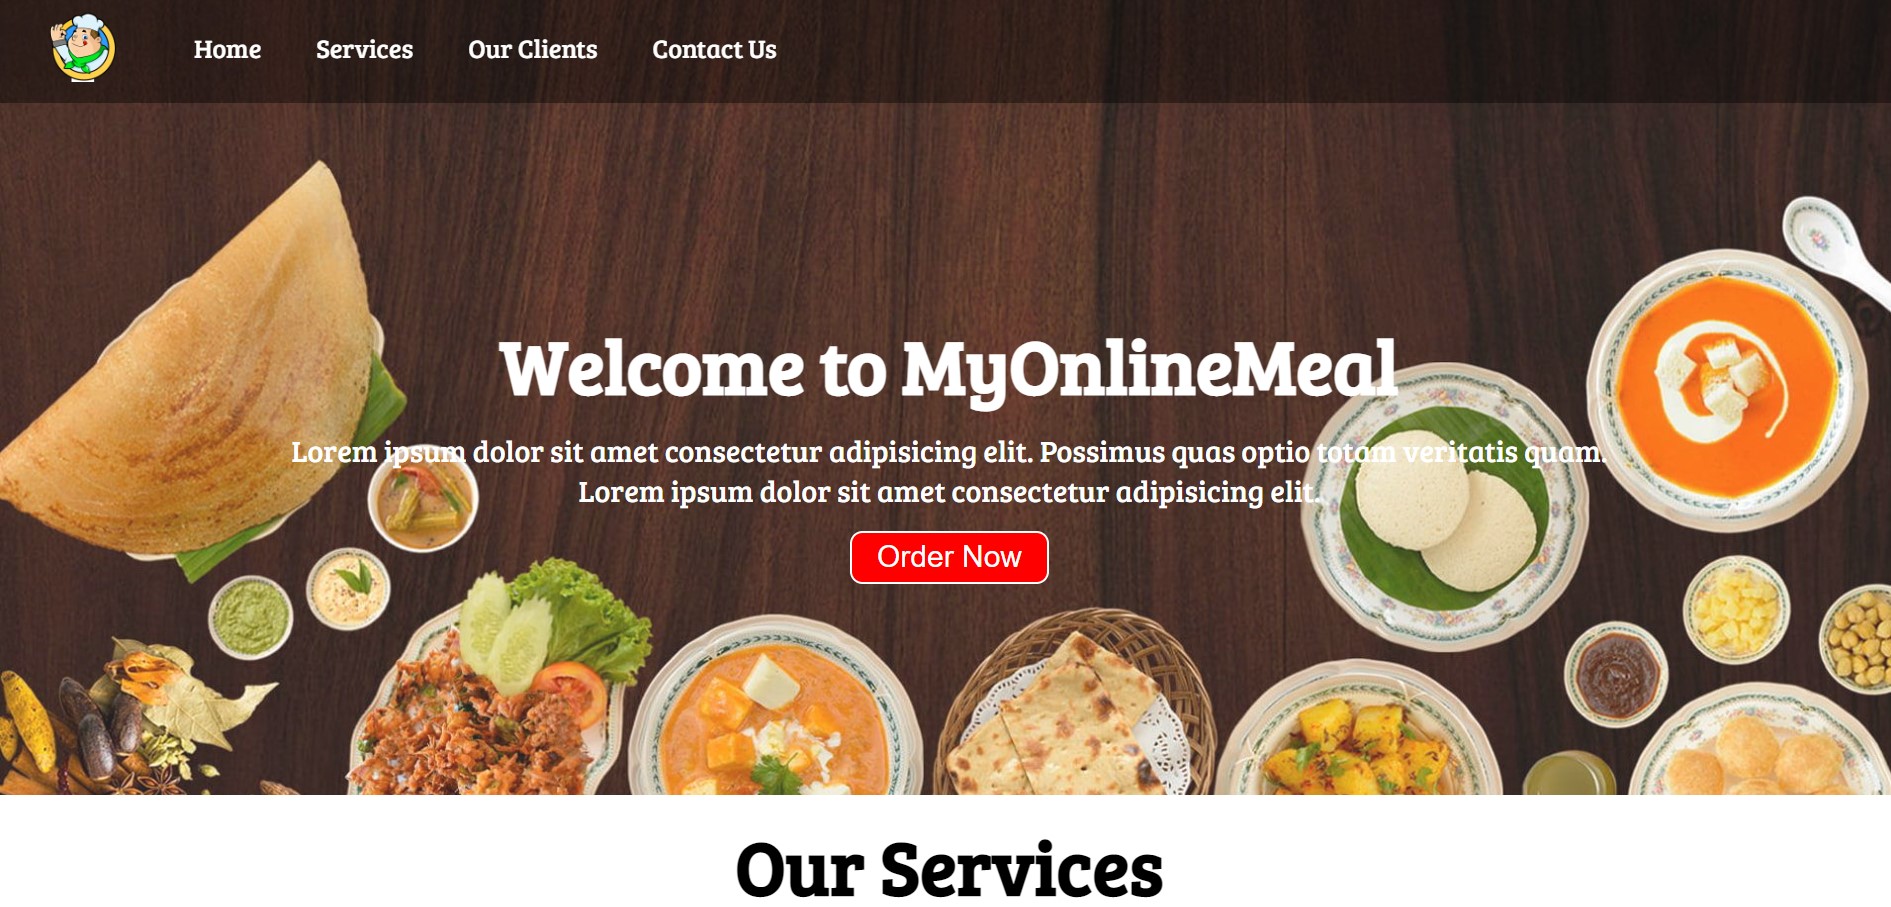 Home
Services
Our Clients
Contact Us
Welcome to MyOnlineMeal
Lorem ipsum dolor sit amet consectetur adipisicing elit. Possimus quas optio totam veritatis quam.
Lorem ipsum dolor sit amet consectetur adipisicing elit.
Order Now
Our Services